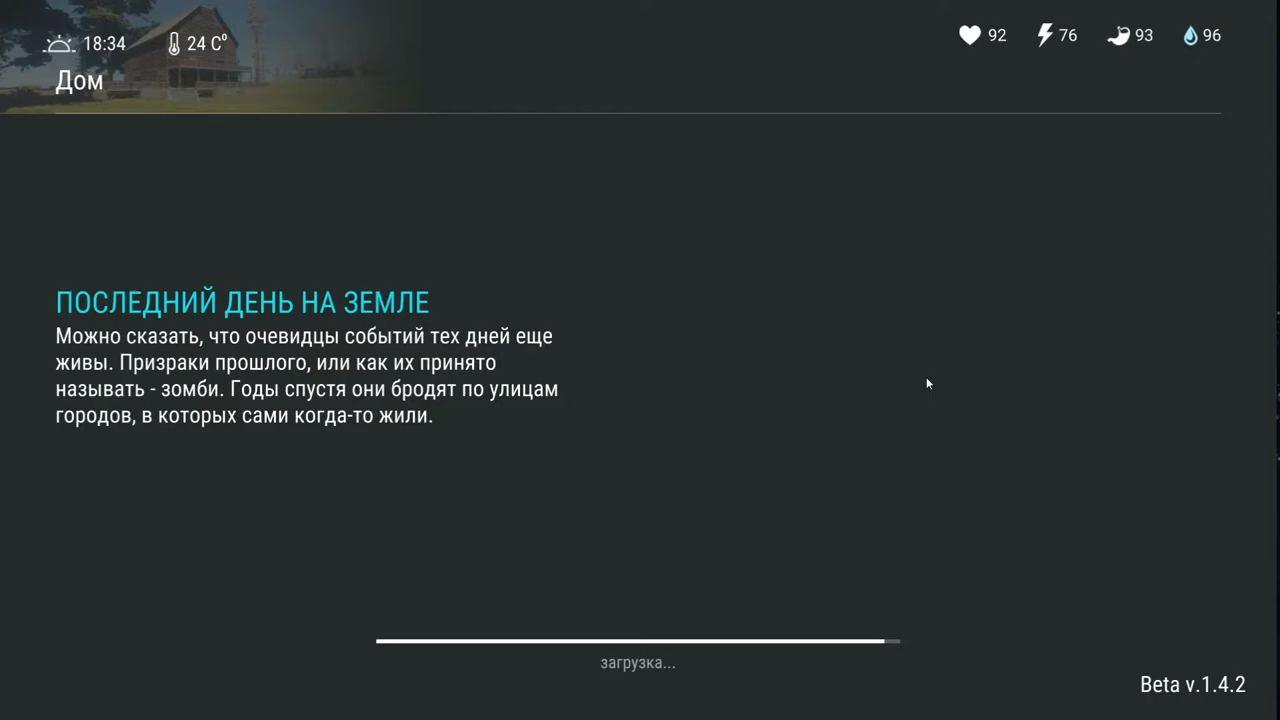 18:34 24 C°
92 76 93 96
Дом
ПОСЛЕДНИЙ ДЕНЬ НА ЗЕМЛЕ
Можно сказать, что очевидцы событий тех дней еще
живы. Призраки прошлого, или как их принято
называть - зомби. Годы спустя они бродят по улицам
городов, в которых сами когда-то жили.
загрузка...
Beta v.1.4.2